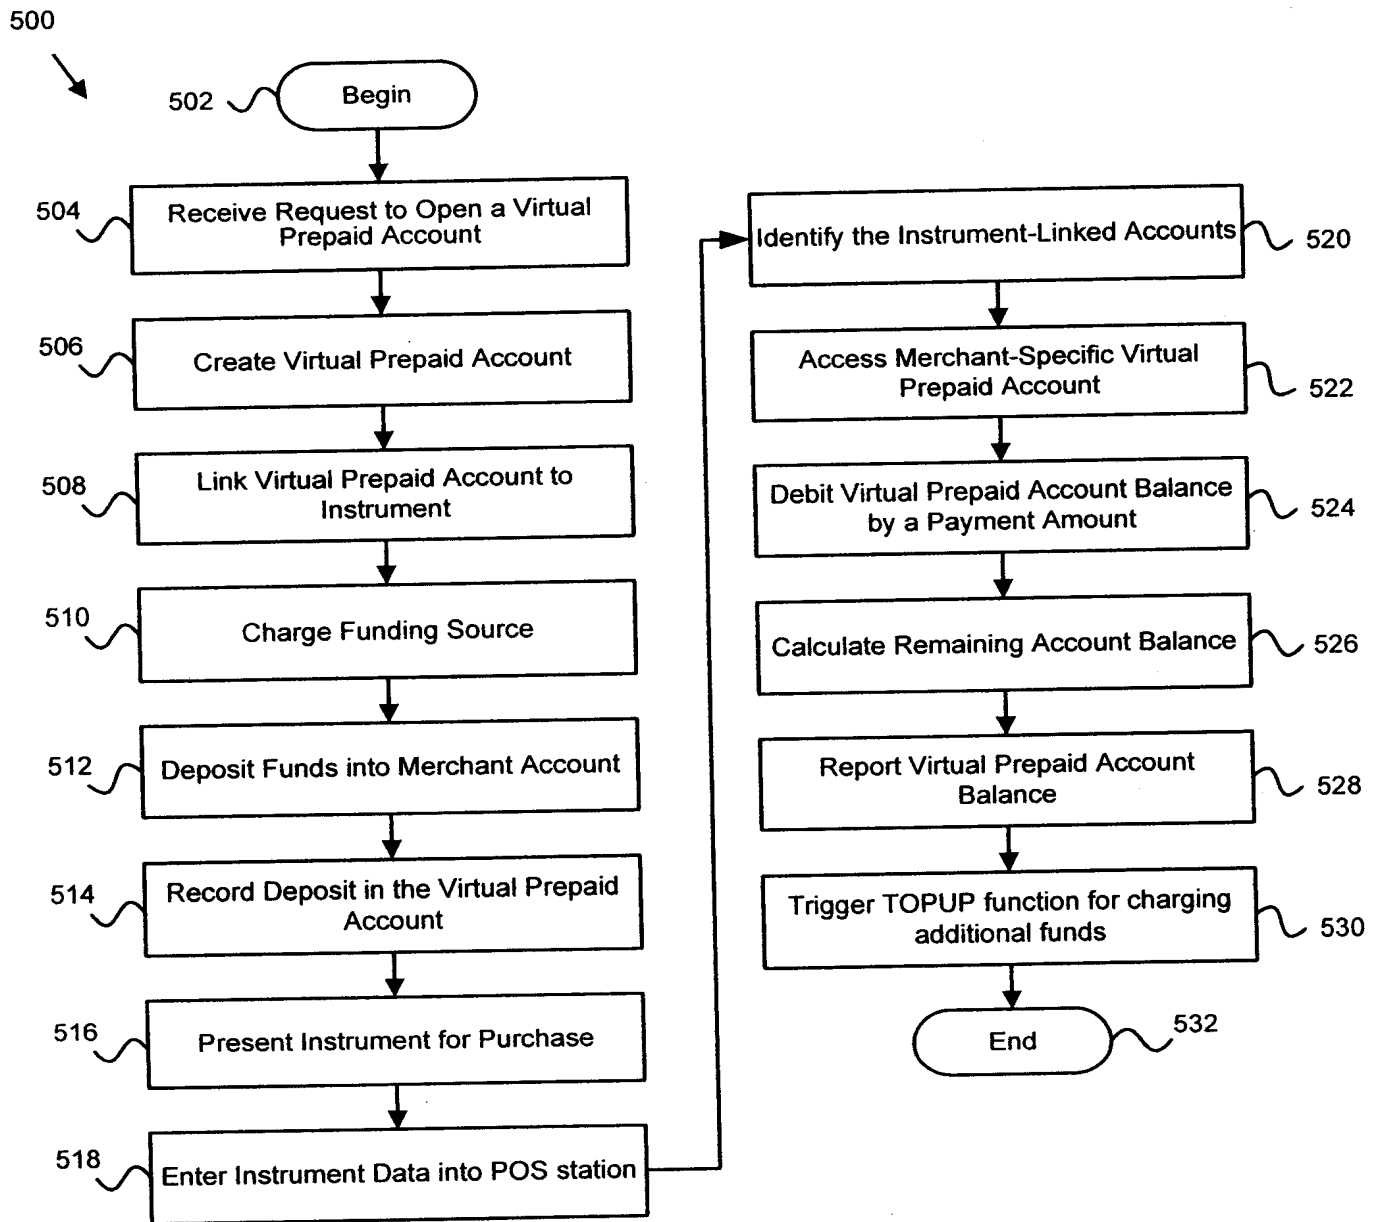 500
502
Begin
504
Receive Request to Open a Virtual
Prepaid Account
506
Create Virtual Prepaid Account
508
Link Virtual Prepaid Account to
Instrument
510
Charge Funding Source
512
Deposit Funds into Merchant Account
514
Record Deposit in the Virtual Prepaid
Account
516
Present Instrument for Purchase
518
Enter Instrument Data into POS station
Identify the Instrument-Linked Accounts
520
Access Merchant-Specific Virtual
Prepaid Account
522
Debit Virtual Prepaid Account Balance
by a Payment Amount
524
Calculate Remaining Account Balance
526
Report Virtual Prepaid Account
Balance
528
Trigger TOPUP function for charging
additional funds
530
End
532